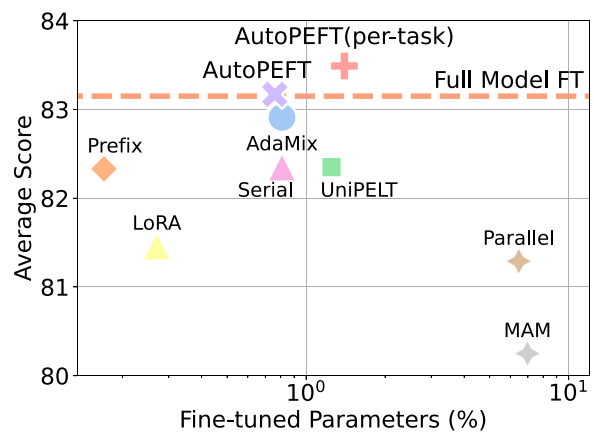 84
AutoPEFT(per-task)
AutoPEFT
Full Model FT
83
AdaMix
Prefix
Serial
UniPELT
82
LoRA
Parallel
81
MAM
80
10⁰
10¹
Average Score
Fine-tuned Parameters (%)